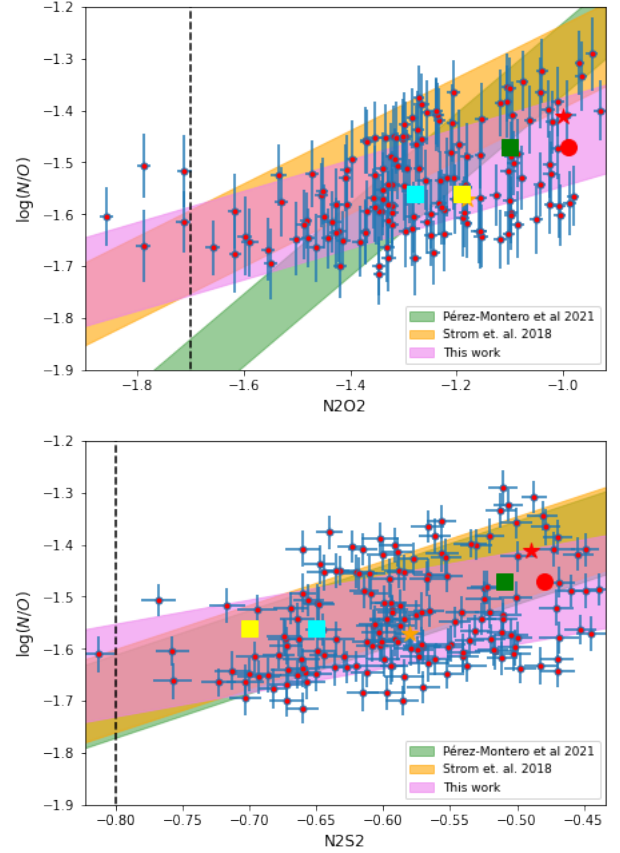 −1.2
−1.3
−1.4
−1.5
−1.6
−1.7
−1.8
−1.9
log(N/O)
Pérez-Montero et al 2021
Strom et. al. 2018
This work
−1.8 −1.6 −1.4 −1.2 −1.0
N2O2
−1.2
−1.3
−1.4
−1.5
−1.6
−1.7
−1.8
−1.9
log(N/O)
Pérez-Montero et al 2021
Strom et. al. 2018
This work
−0.80 −0.75 −0.70 −0.65 −0.60 −0.55 −0.50 −0.45
N2S2